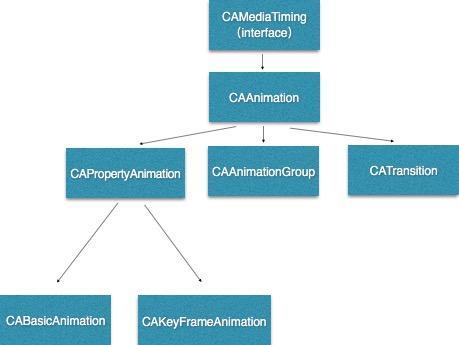 CAMediaTiming
(interface)
CAAnimation
CAPropertyAnimation
CAAnimationGroup
CATransition
CABasicAnimation
CAKeyFrameAnimation